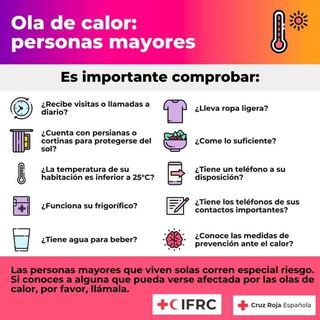 Ola de calor:
personas mayores
Es importante comprobar:
¿Recibe visitas o llamadas a
diario?
¿Cuenta con persianas o
cortinas para protegerse del
sol?
¿La temperatura de su
habitación es inferior a 25ºC?
¿Funciona su frigorífico?
¿Tiene agua para beber?
¿Lleva ropa ligera?
¿Come lo suficiente?
¿Tiene un teléfono a su
disposición?
¿Tiene los teléfonos de sus
contactos importantes?
¿Conoces las medidas de
prevención ante el calor?
Las personas mayores que viven solas corren especial riesgo.
Si conoces a alguna que pueda verse afectada por las olas de
calor, por favor, llámala.
IFRC
Cruz Roja Española